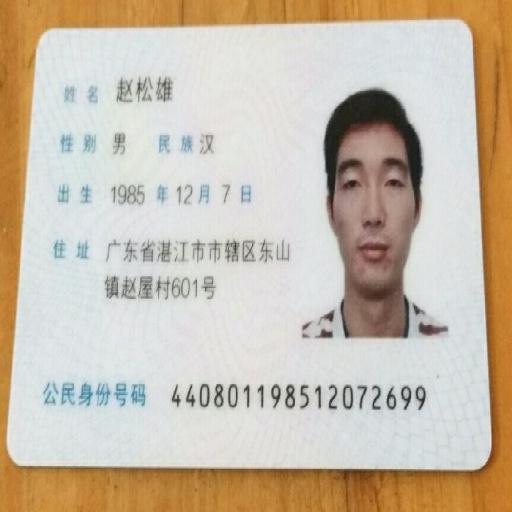 姓名 赵松雄
性别 男 民族 汉
出生 1985 年 12 月 7 日
住址 广东省湛江市市辖区东山
镇赵屋村601号
公民身份号码 440801198512072699